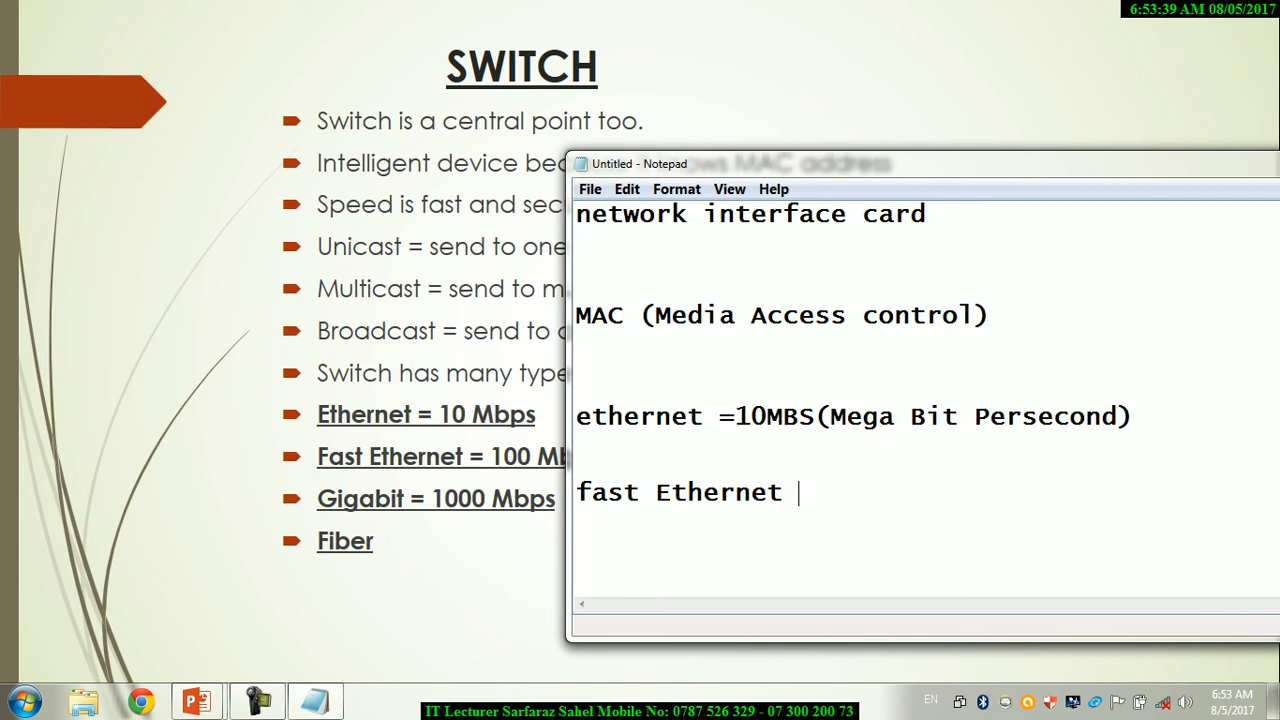 6:53:39 AM 08/05/2017
SWITCH
Switch is a central point too.
Intelligent device MAC address
Speed is fast and
Unicast = send to one
Multicast = send to
Broadcast = send to
Switch has many
Ethernet = 10 Mbps
Fast Ethernet = 100
Gigabit = 1000 Mbps
Fiber
Untitled - Notepad
File Edit Format View Help
network interface card
MAC (Media Access control)
ethernet =10MBS(Mega Bit Persecond)
fast Ethernet
EN
6:53 AM
8/5/2017
IT Lecturer Sarfaraz Sahel Mobile No: 0787 526 329 - 07 300 200 73